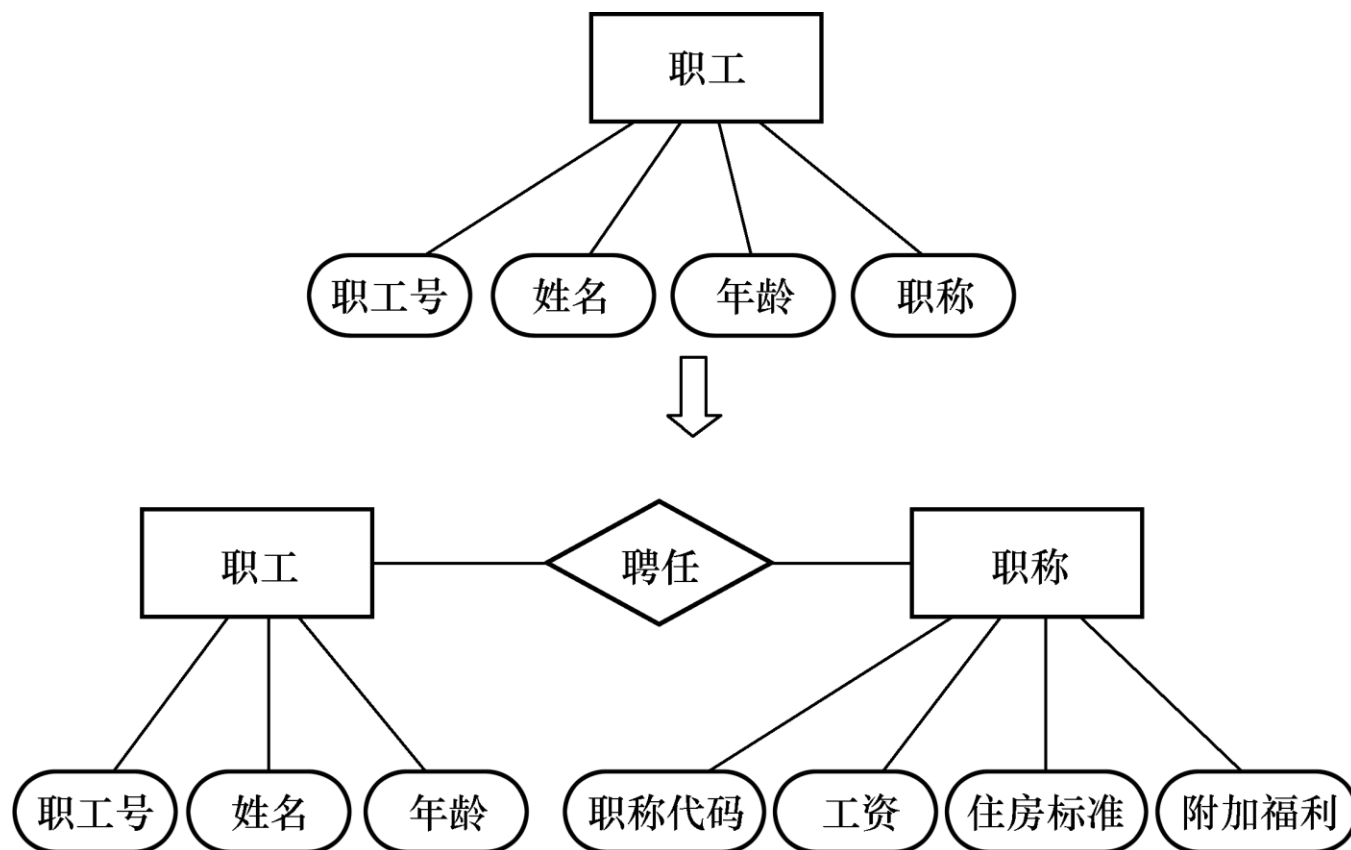 职工
职工号 姓名 年龄 职称
职工 聘任 职称
职工号 姓名 年龄 职称代码 工资 住房标准 附加福利